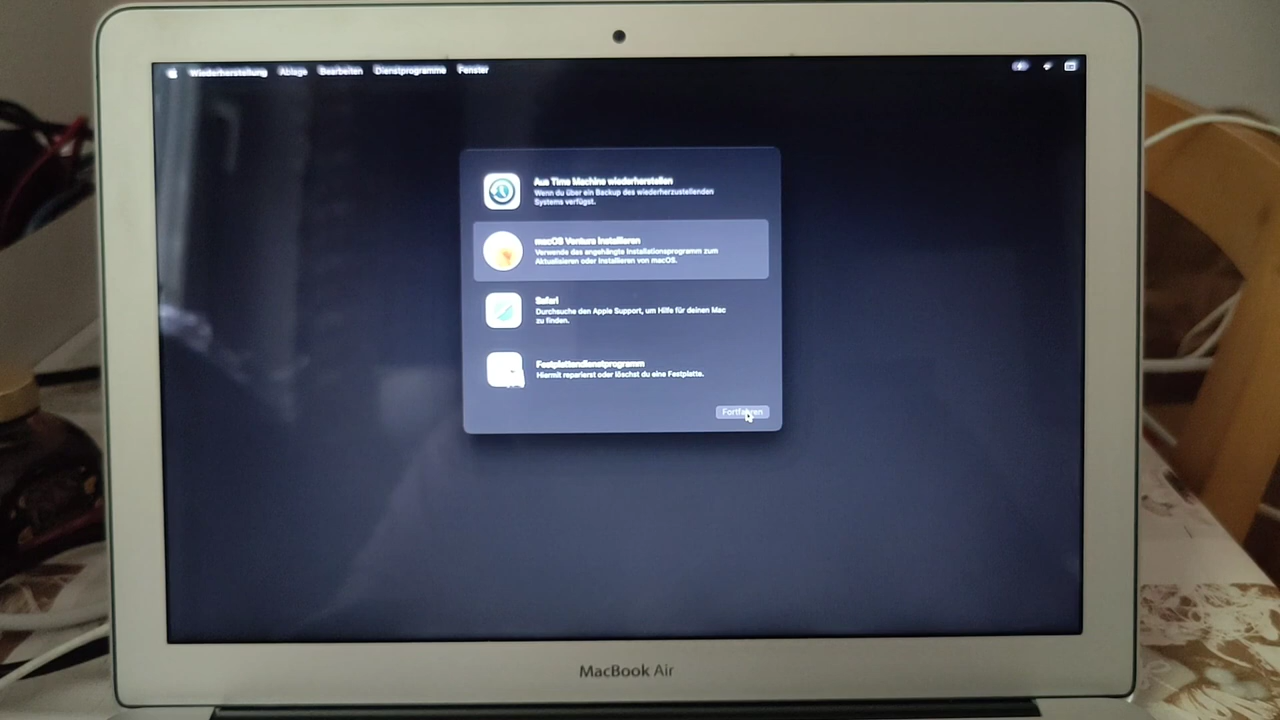 Wiederherstellung Ablage Bearbeiten Dienstprogramme Fenster
Aus Time Machine wiederherstellen
Wenn du über ein Backup des wiederherzustellenden
Systems verfügst.
macOS Ventura installieren
Verwende das angehängte Installationsprogramm zum
Aktualisieren oder Installieren von macOS.
Safari
Durchsuche den Apple Support, um Hilfe für deinen Mac
zu finden.
Festplattendienstprogramm
Hiermit reparierst oder löschst du eine Festplatte.
Fortfahren
MacBook Air